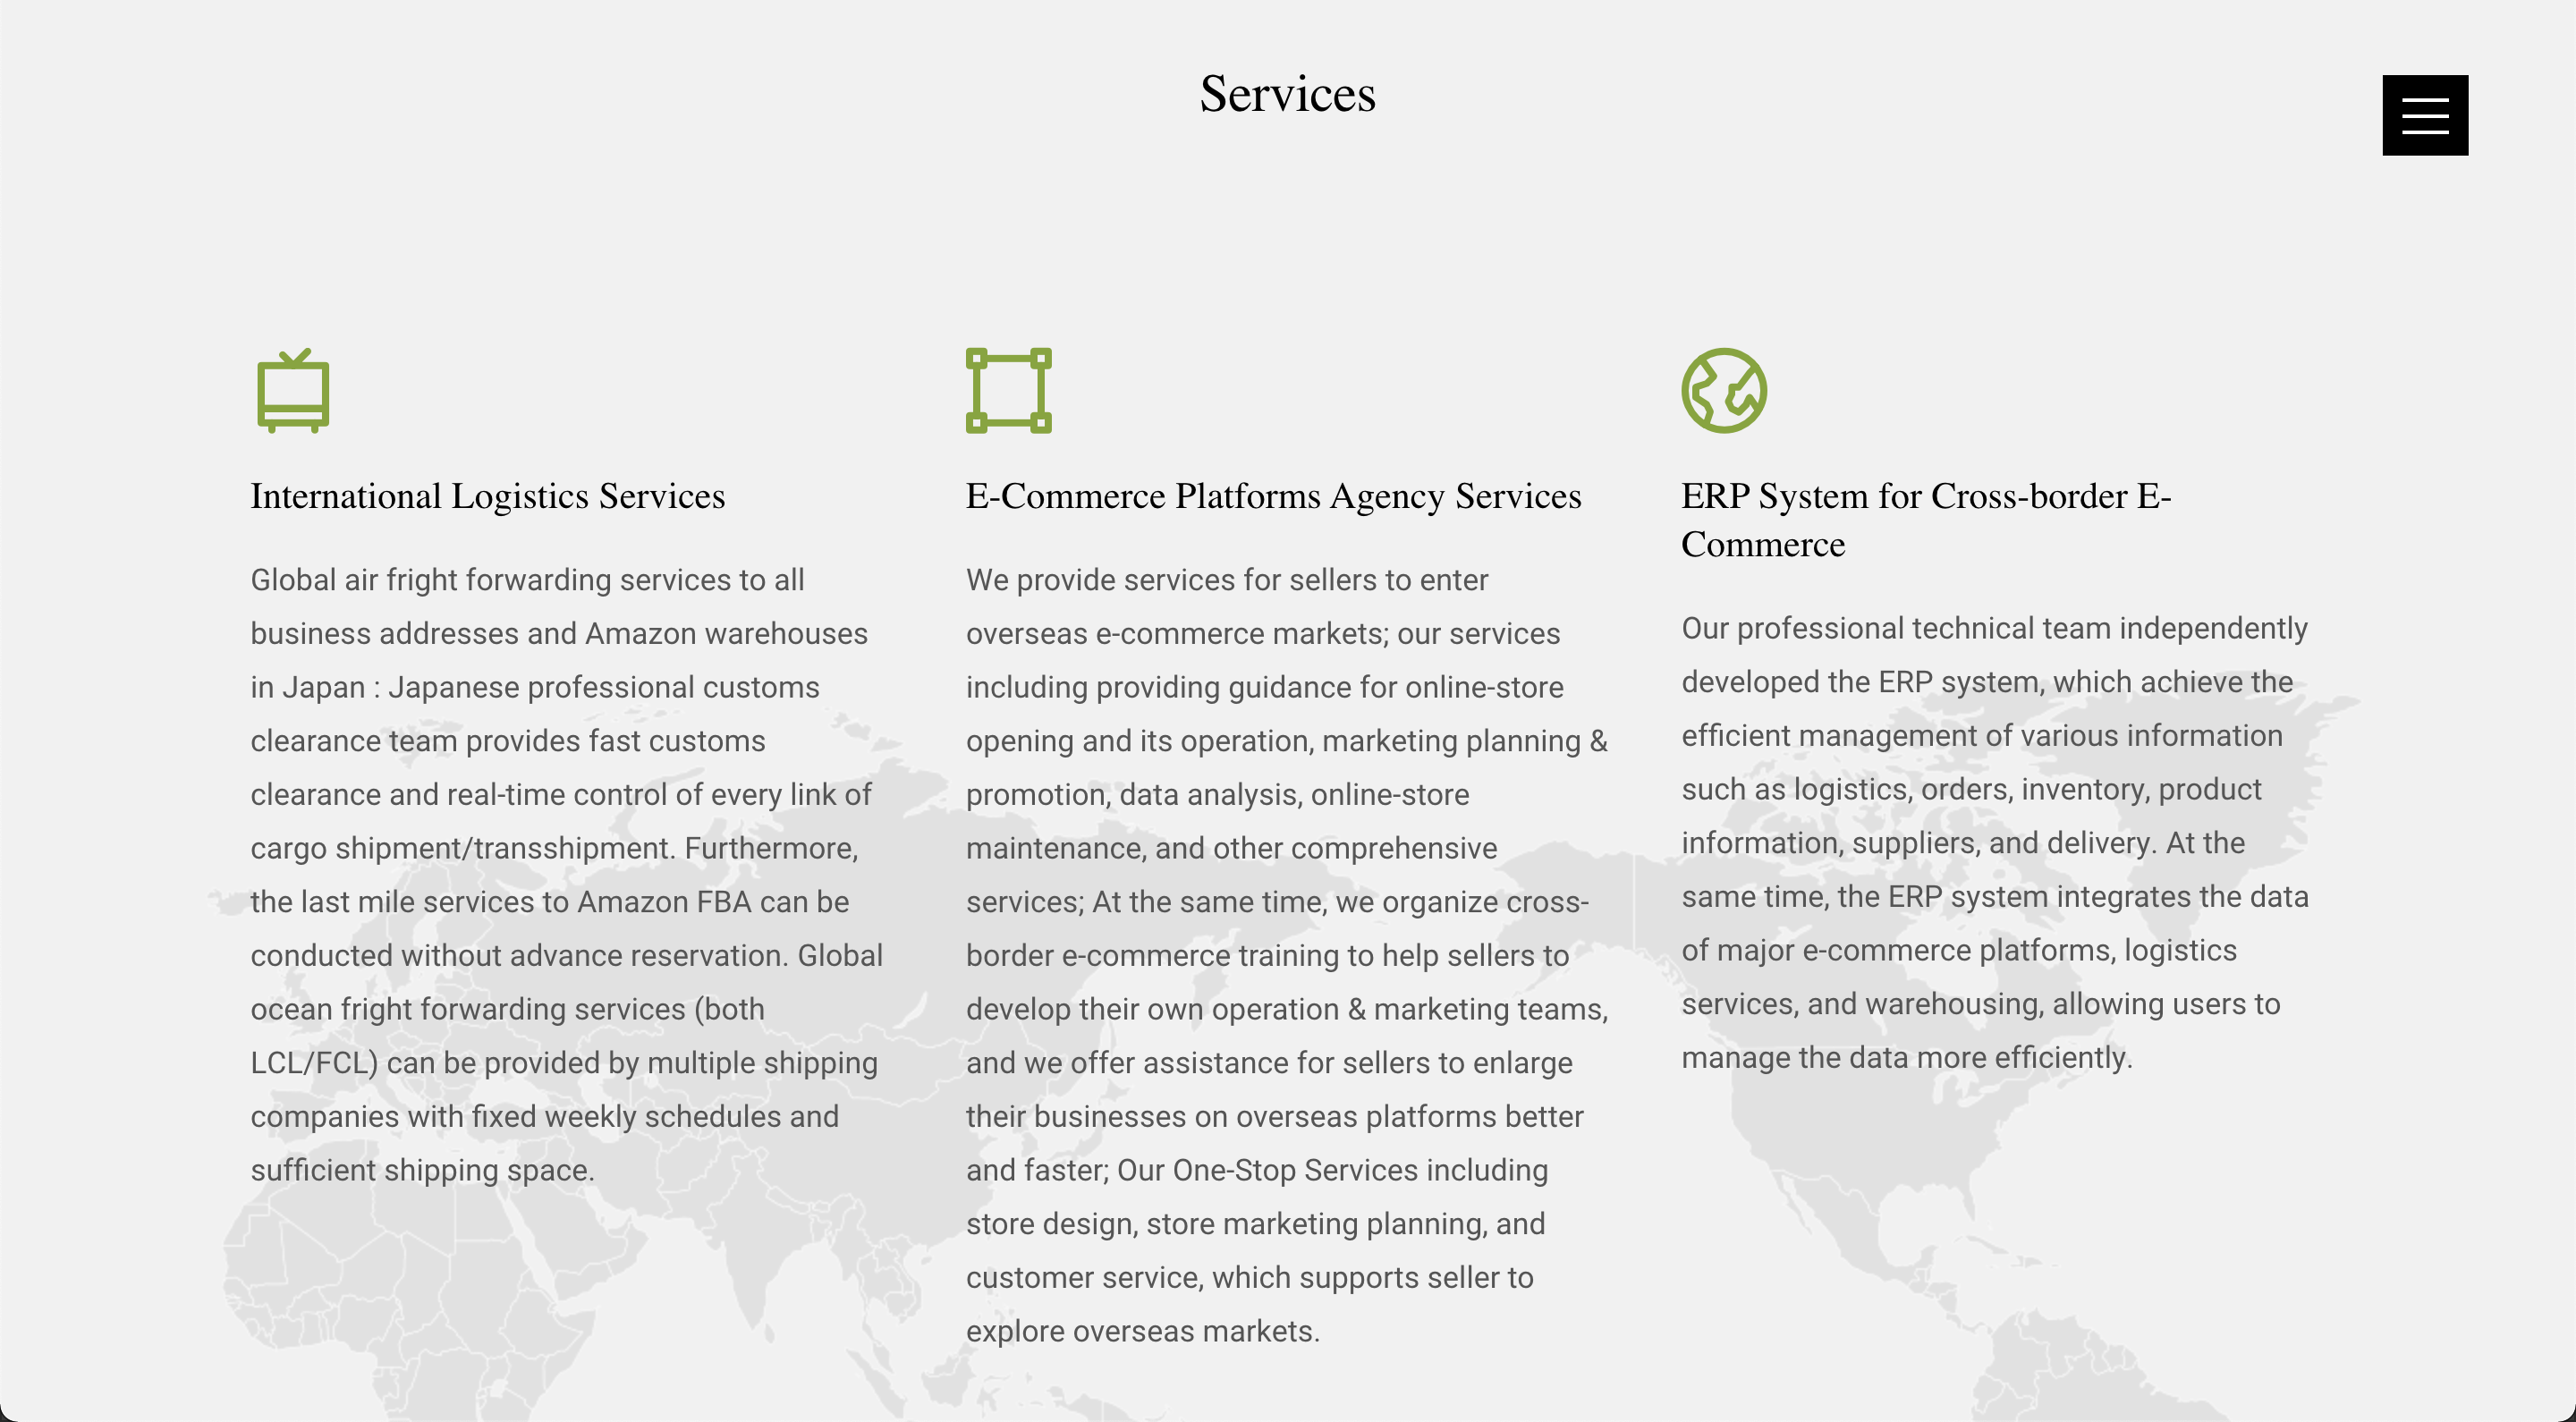 Services
International Logistics Services
Global air fright forwarding services to all
business addresses and Amazon warehouses
in Japan : Japanese professional customs
clearance team provides fast customs
clearance and real-time control of every link of
cargo shipment/transshipment. Furthermore,
the last mile services to Amazon FBA can be
conducted without advance reservation. Global
ocean fright forwarding services (both
LCL/FCL) can be provided by multiple shipping
companies with fixed weekly schedules and
sufficient shipping space.
E-Commerce Platforms Agency Services
We provide services for sellers to enter
overseas e-commerce markets; our services
including providing guidance for online-store
opening and its operation, marketing planning &
promotion, data analysis, online-store
maintenance, and other comprehensive
services; At the same time, we organize cross-
border e-commerce training to help sellers to
develop their own operation & marketing teams,
and we offer assistance for sellers to enlarge
their businesses on overseas platforms better
and faster; Our One-Stop Services including
store design, store marketing planning, and
customer service, which supports seller to
explore overseas markets.
ERP System for Cross-border E-
Commerce
Our professional technical team independently
developed the ERP system, which achieve the
efficient management of various information
such as logistics, orders, inventory, product
information, suppliers, and delivery. At the
same time, the ERP system integrates the data
of major e-commerce platforms, logistics
services, and warehousing, allowing users to
manage the data more efficiently.